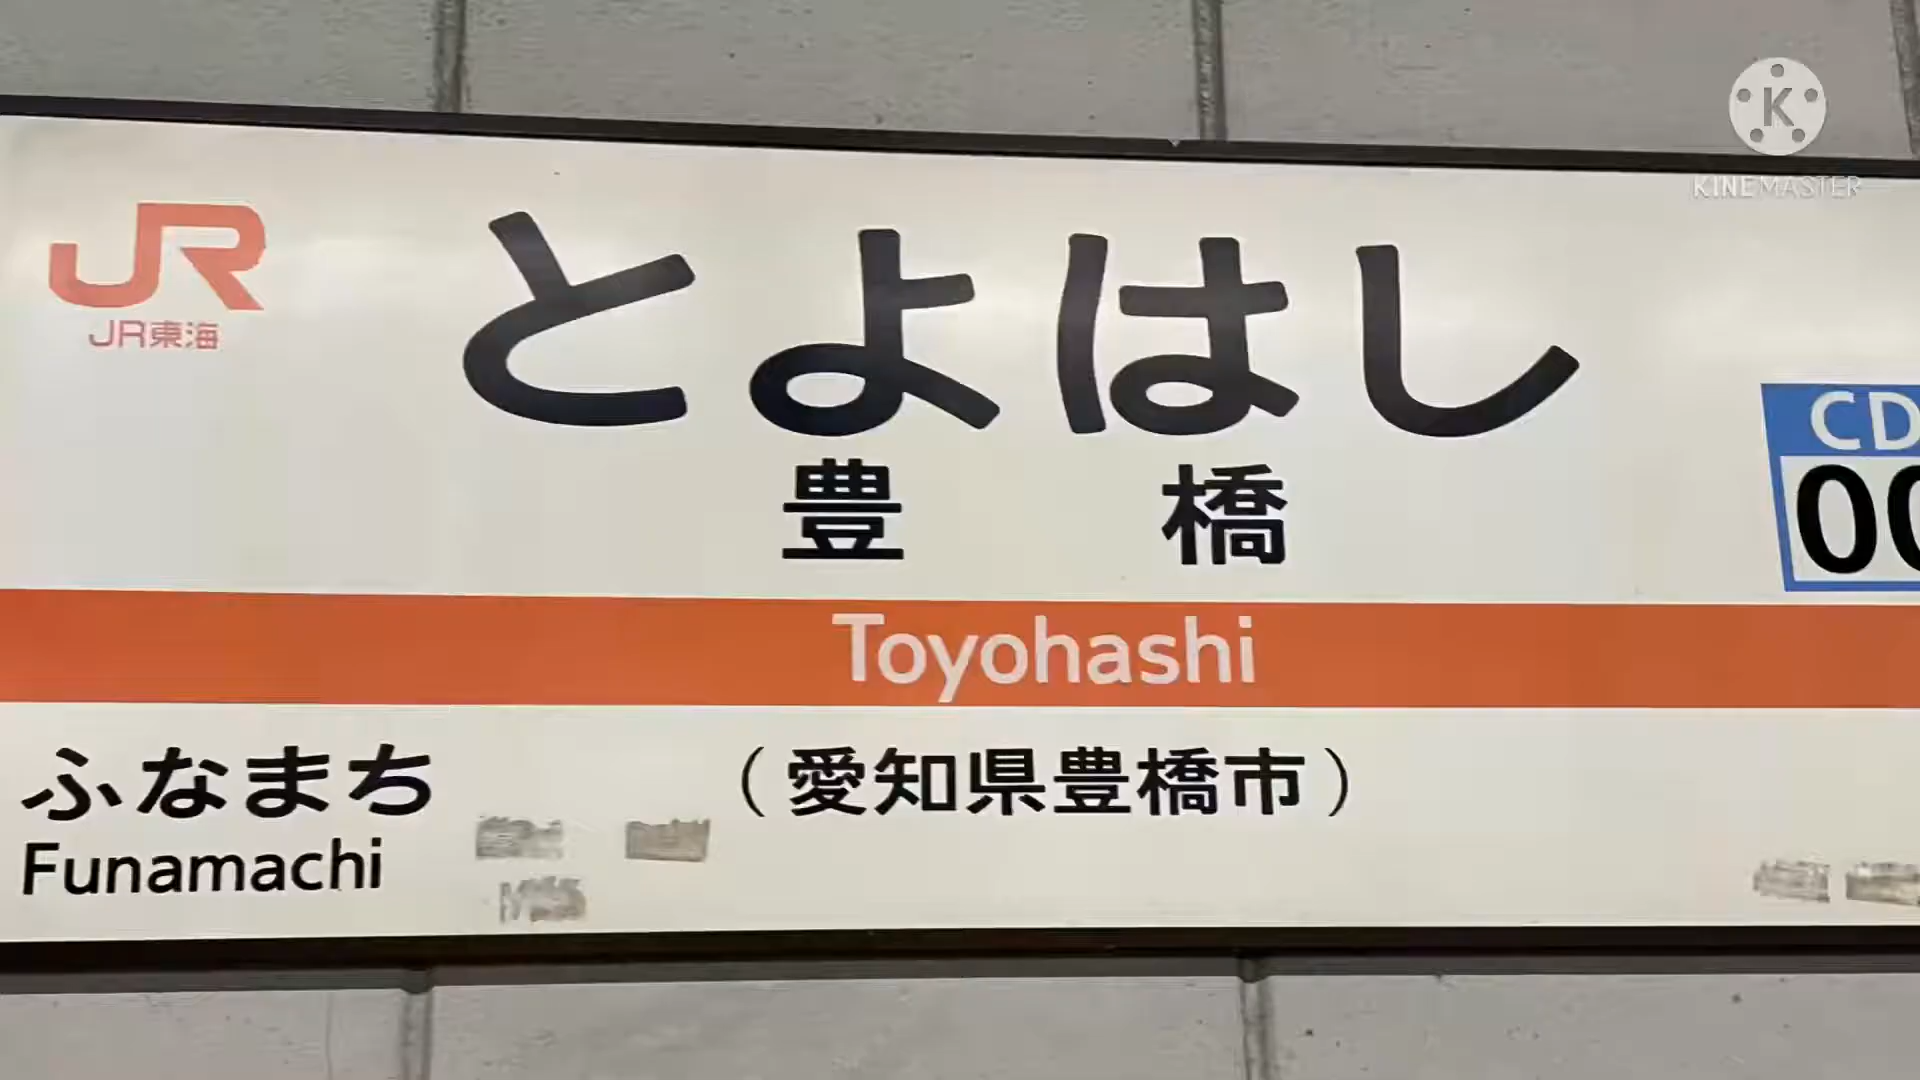 JR
JR東海
とよはし
豊橋
CD
00
Toyohashi
ふなまち
Funamachi
（愛知県豊橋市）
K
KINEMASTER